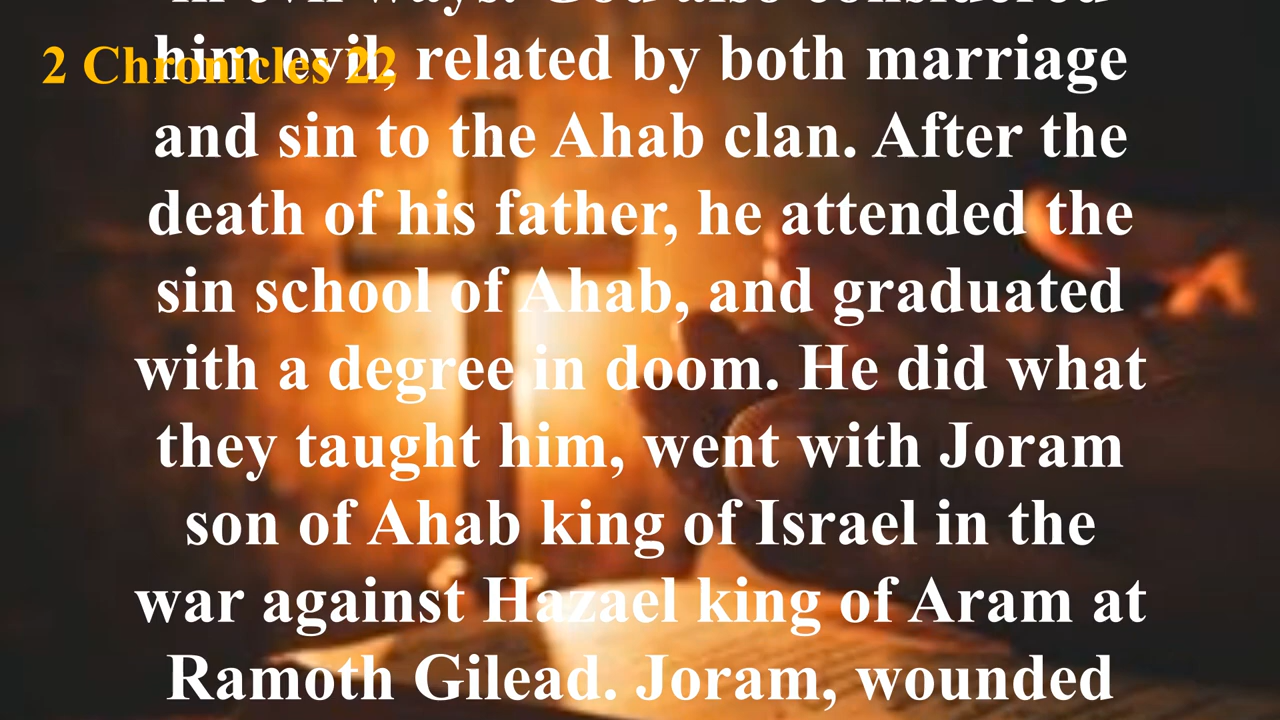 in evil ways. God also considered
2 Chronicles 22
him evil, related by both marriage
and sin to the Ahab clan. After the
death of his father, he attended the
sin school of Ahab, and graduated
with a degree in doom. He did what
they taught him, went with Joram
son of Ahab king of Israel in the
war against Hazael king of Aram at
Ramoth Gilead. Joram, wounded